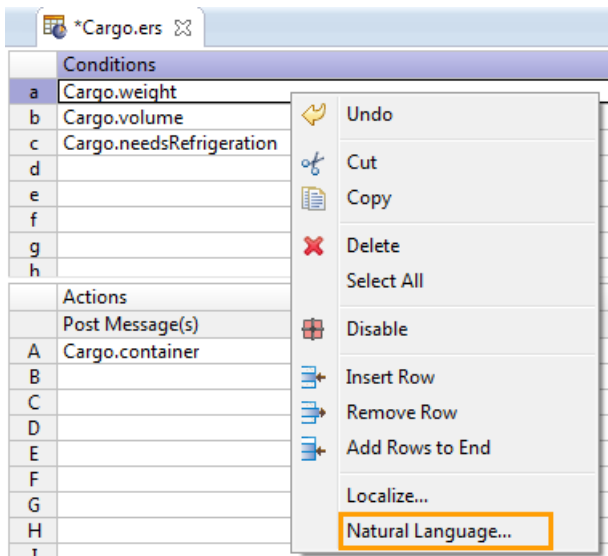 *Cargo.ers
Conditions
a Cargo.weight
b Cargo.volume
c Cargo.needsRefrigeration
d
e
f
g
h
Actions
Post Message(s)
A Cargo.container
B
C
D
E
F
G
H
I
Undo
Cut
Copy
Delete
Select All
Disable
Insert Row
Remove Row
Add Rows to End
Localize...
Natural Language...